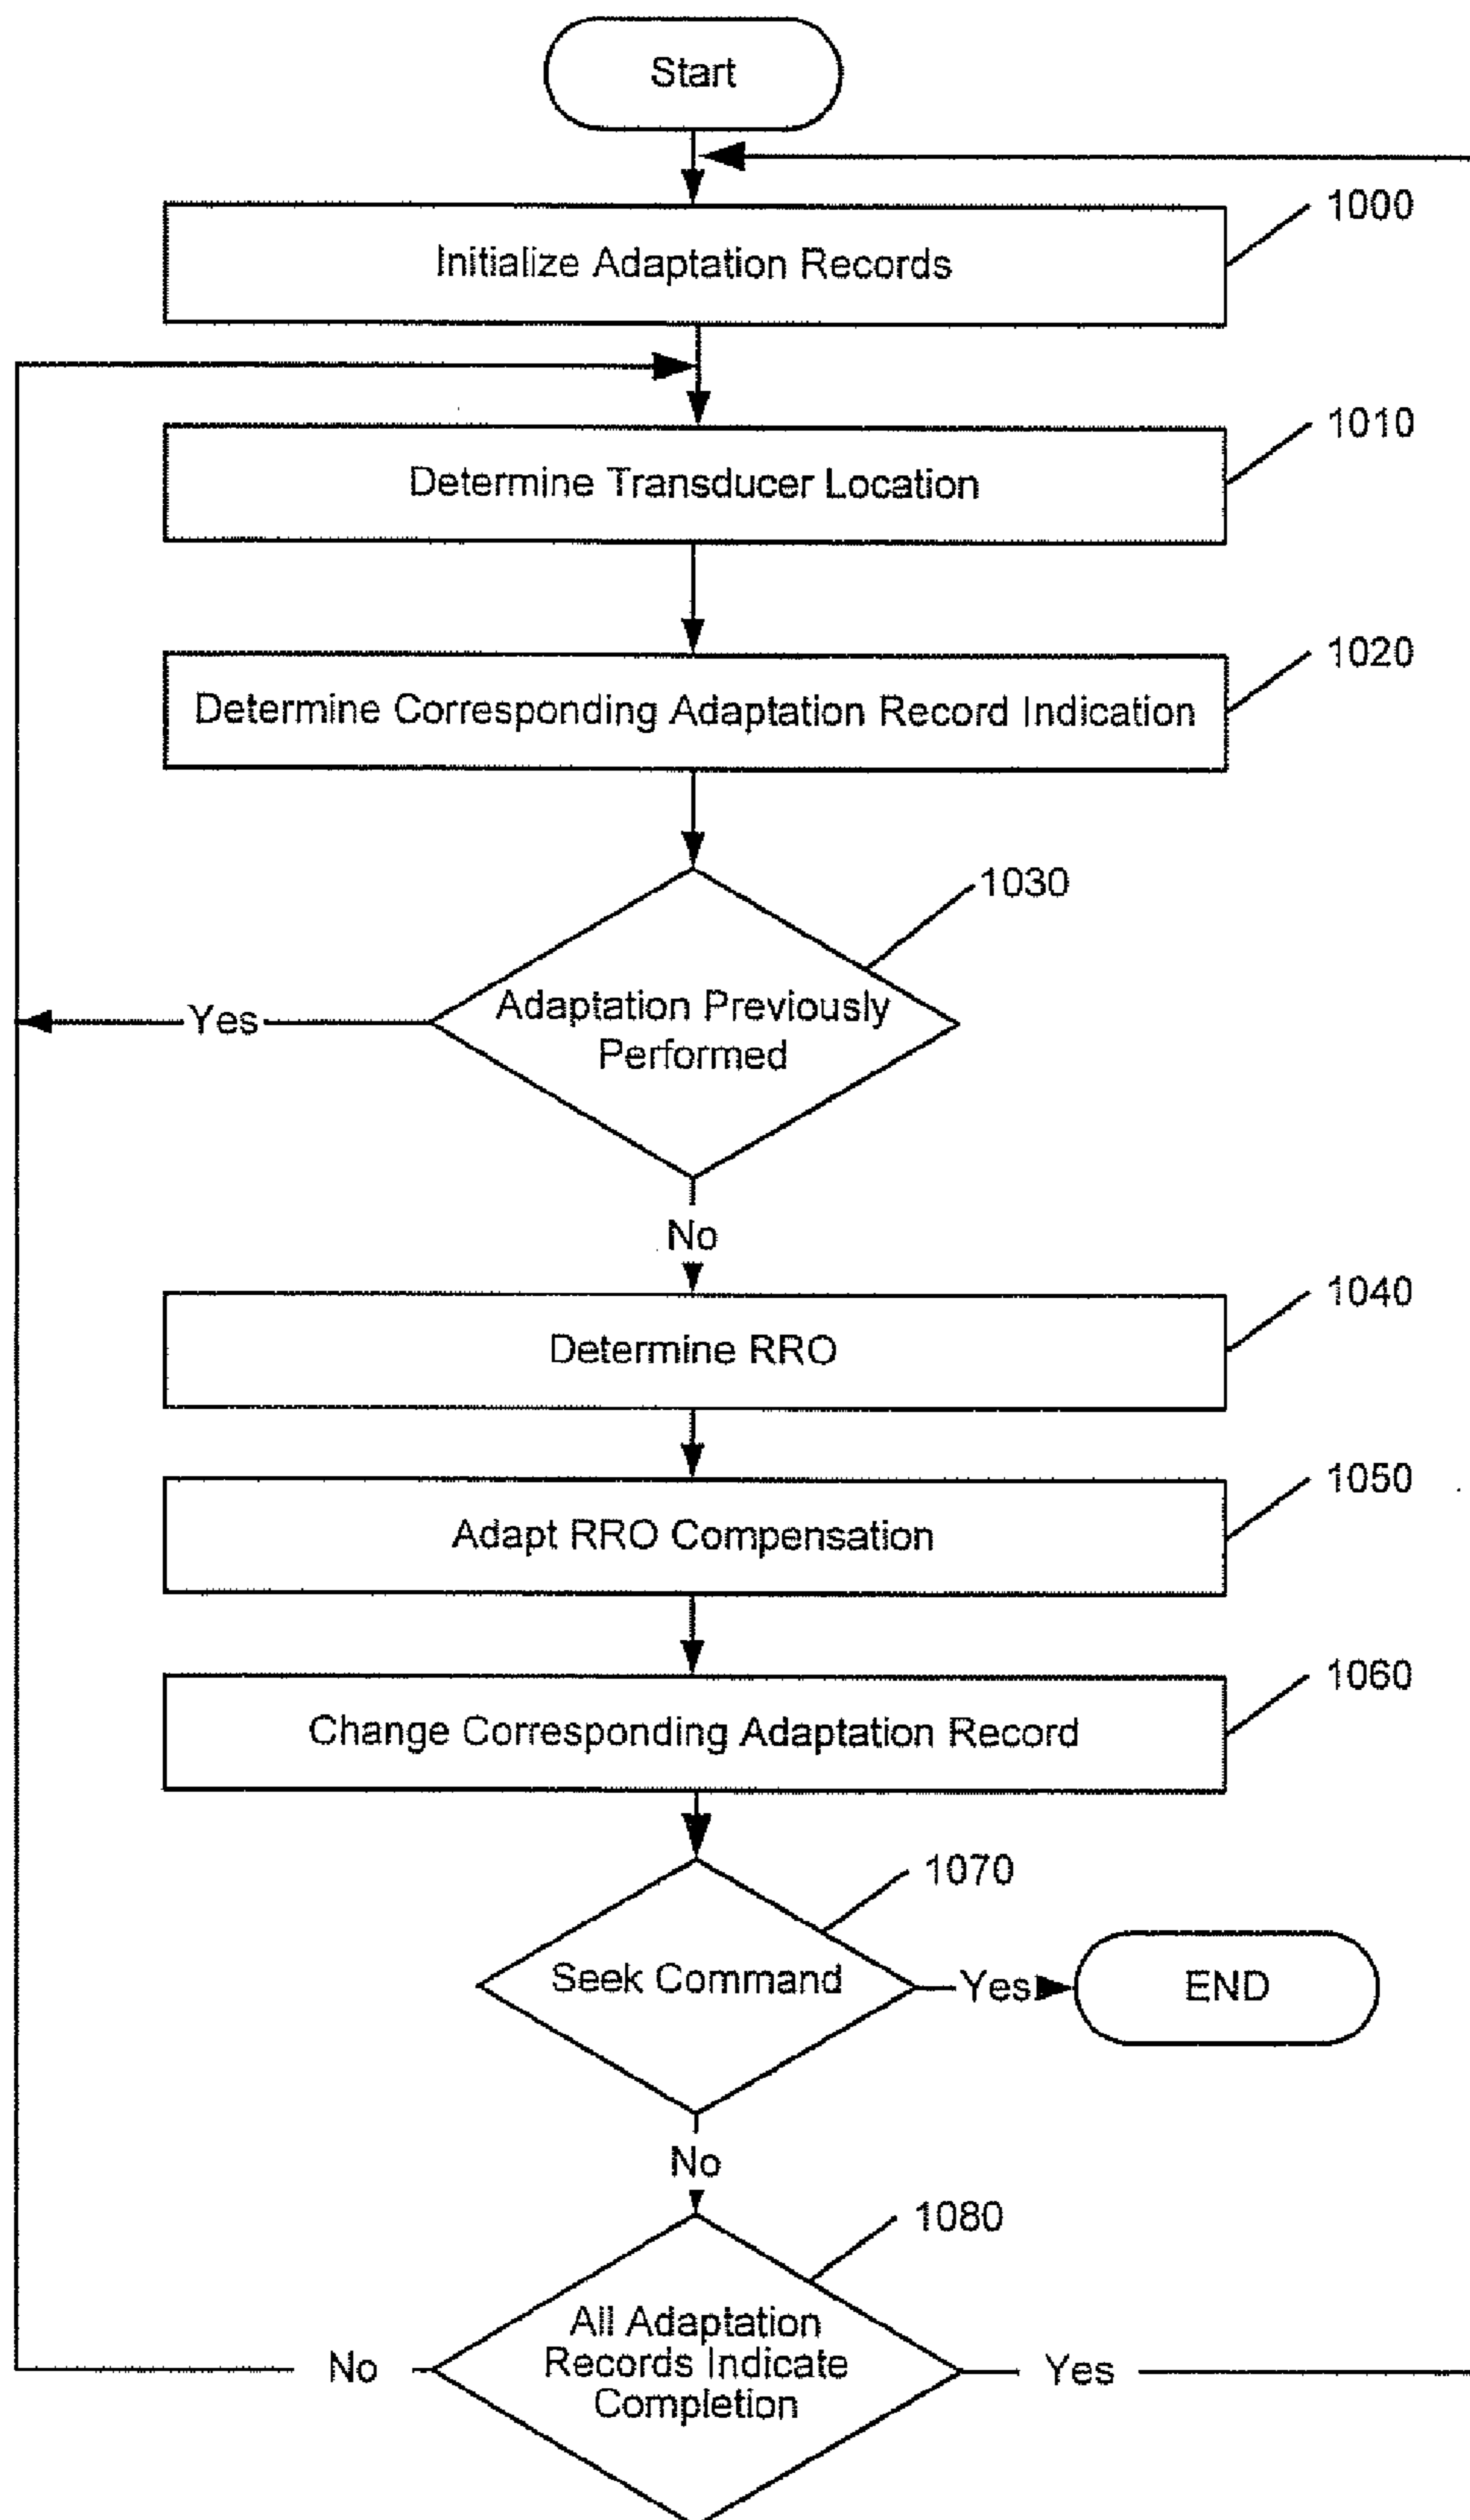 Start
1000
Initialize Adaptation Records
1010
Determine Transducer Location
1020
Determine Corresponding Adaptation Record Indication
1030
Adaptation Previously
Performed
Yes
No
1040
Determine RRO
1050
Adapt RRO Compensation
1060
Change Corresponding Adaptation Record
1070
Seek Command
Yes
END
No
1080
All Adaptation
Records Indicate
Completion
No
Yes